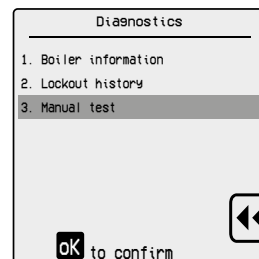 Diagnostics
1. Boiler information
2. Lockout history
3. Manual test
OK to confirm